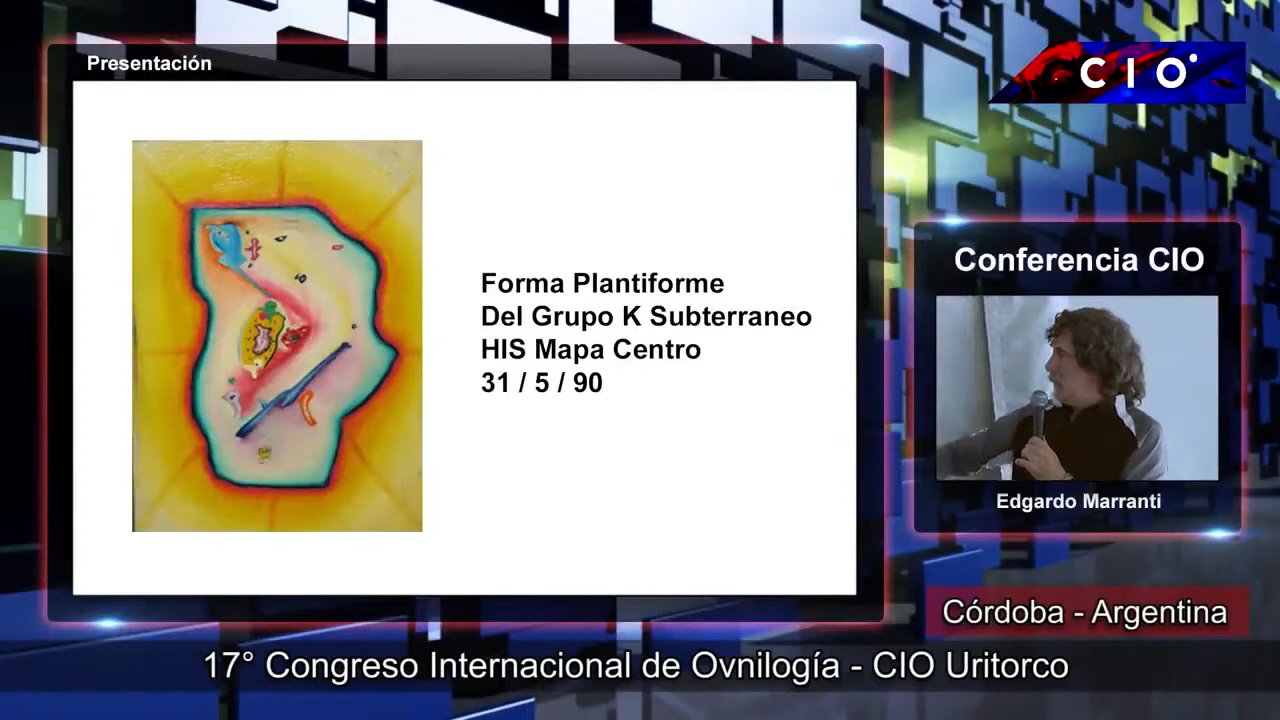 Presentación
CIO
Forma Plantiforme
Del Grupo K Subterraneo
HIS Mapa Centro
31 / 5 / 90
Conferencia CIO
Edgardo Marranti
Córdoba - Argentina
17° Congreso Internacional de Ovnilogía - CIO Uritorco